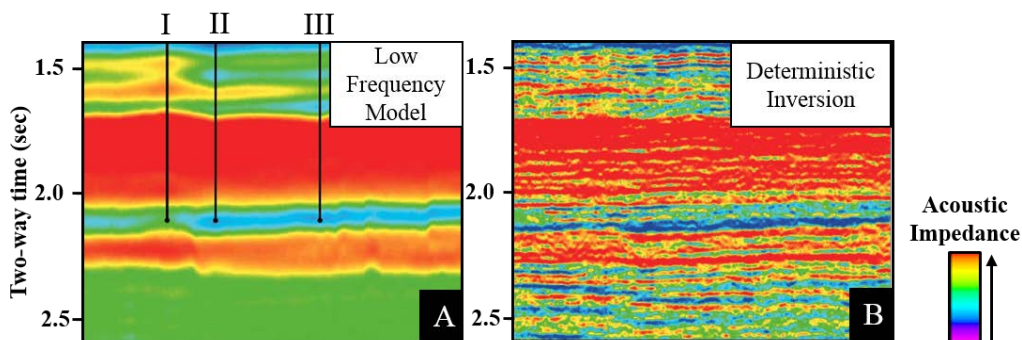 I II III
Low
Frequency
Model
Deterministic
Inversion
1.5
2.0
2.5
1.5
2.0
2.5
Two-way time (sec)
A
B
Acoustic
Impedance